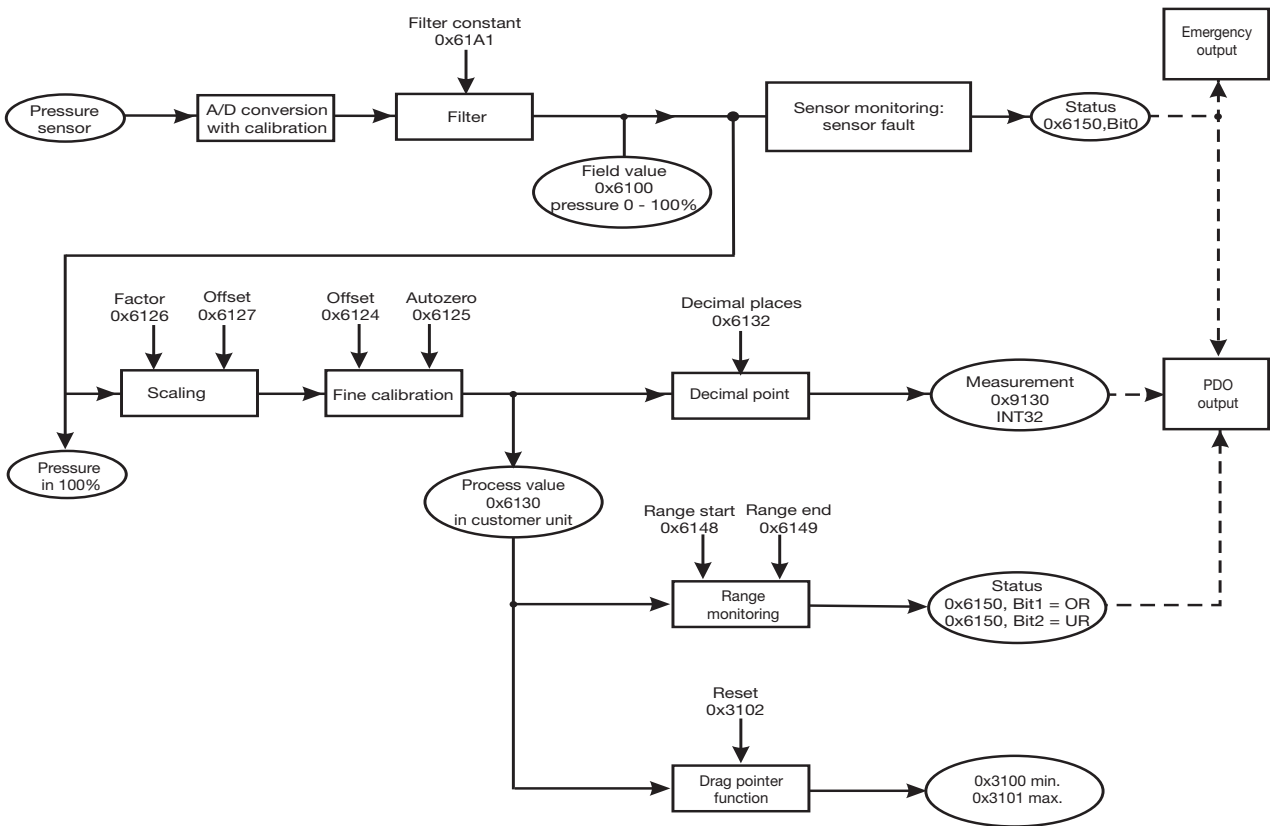 Filter constant
0x61A1
Emergency
output
Pressure
sensor
A/D conversion
with calibration
Filter
Sensor monitoring:
sensor fault
Status
0x6150,Bit0
Field value
0x6100
pressure 0 - 100%
Factor
0x6126
Offset
0x6127
Offset
0x6124
Autozero
0x6125
Decimal places
0x6132
Scaling
Fine calibration
Decimal point
Measurement
0x9130
INT32
PDO
output
Pressure
in 100%
Process value
0x6130
in customer unit
Range start
0x6148
Range end
0x6149
Range
monitoring
Status
0x6150, Bit1 = OR
0x6150, Bit2 = UR
Reset
0x3102
Drag pointer
function
0x3100 min.
0x3101 max.